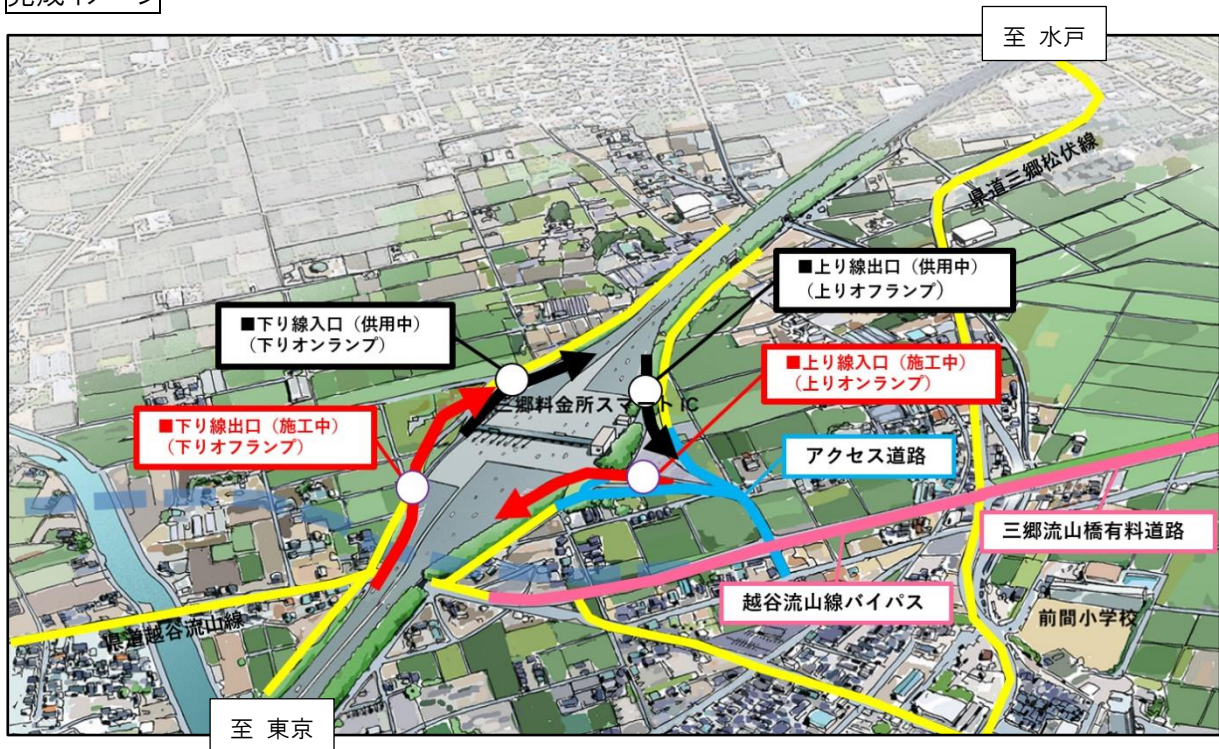 完成イメージ
至 水戸
県道三郷松伏線
■上り線出口（供用中）
（上りオフランプ）
■下り線入口（供用中）
（下りオンランプ）
■上り線入口（施工中）
（上りオンランプ）
三郷料金所スマートIC
■下り線出口（施工中）
（下りオフランプ）
アクセス道路
三郷流山橋有料道路
越谷流山線バイパス
前間小学校
県道越谷流山線
至 東京